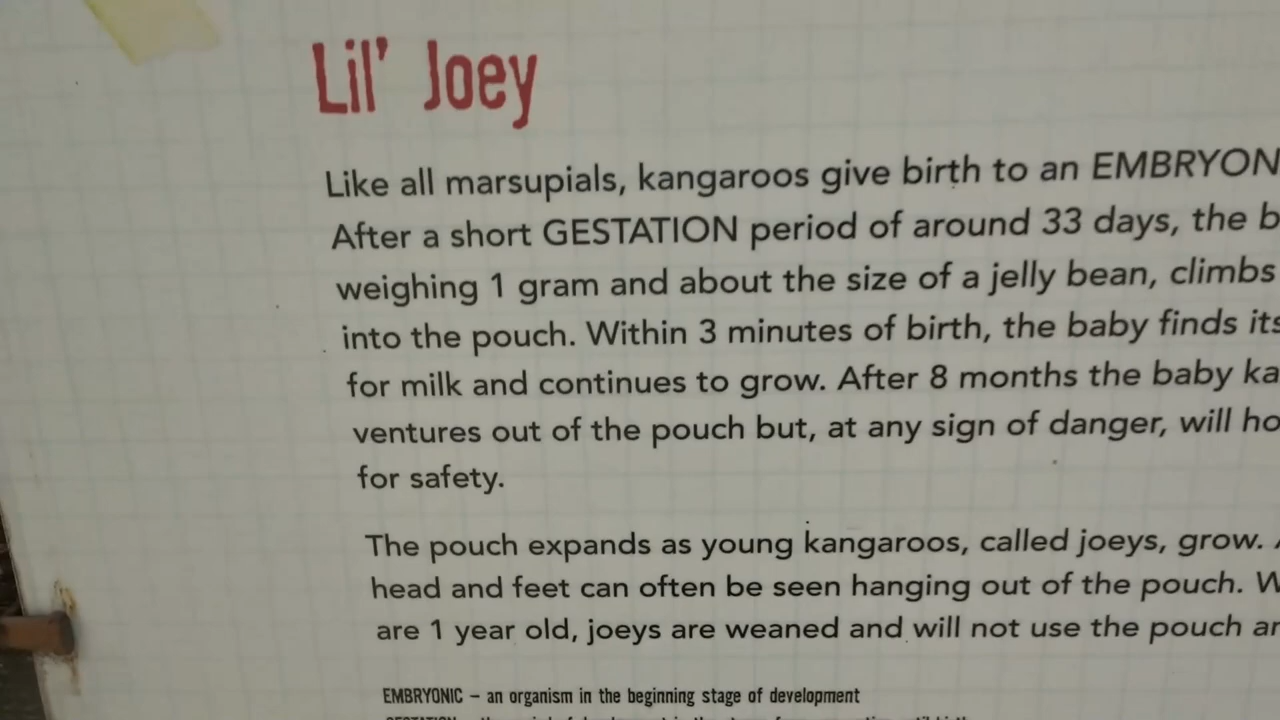 Lil' Joey
Like all marsupials, kangaroos give birth to an EMBRYON
After a short GESTATION period of around 33 days, the b
weighing 1 gram and about the size of a jelly bean, climbs
into the pouch. Within 3 minutes of birth, the baby finds its
for milk and continues to grow. After 8 months the baby ka
ventures out of the pouch but, at any sign of danger, will ho
for safety.
The pouch expands as young kangaroos, called joeys, grow.
head and feet can often be seen hanging out of the pouch. W
are 1 year old, joeys are weaned and will not use the pouch an
EMBRYONIC – an organism in the beginning stage of development